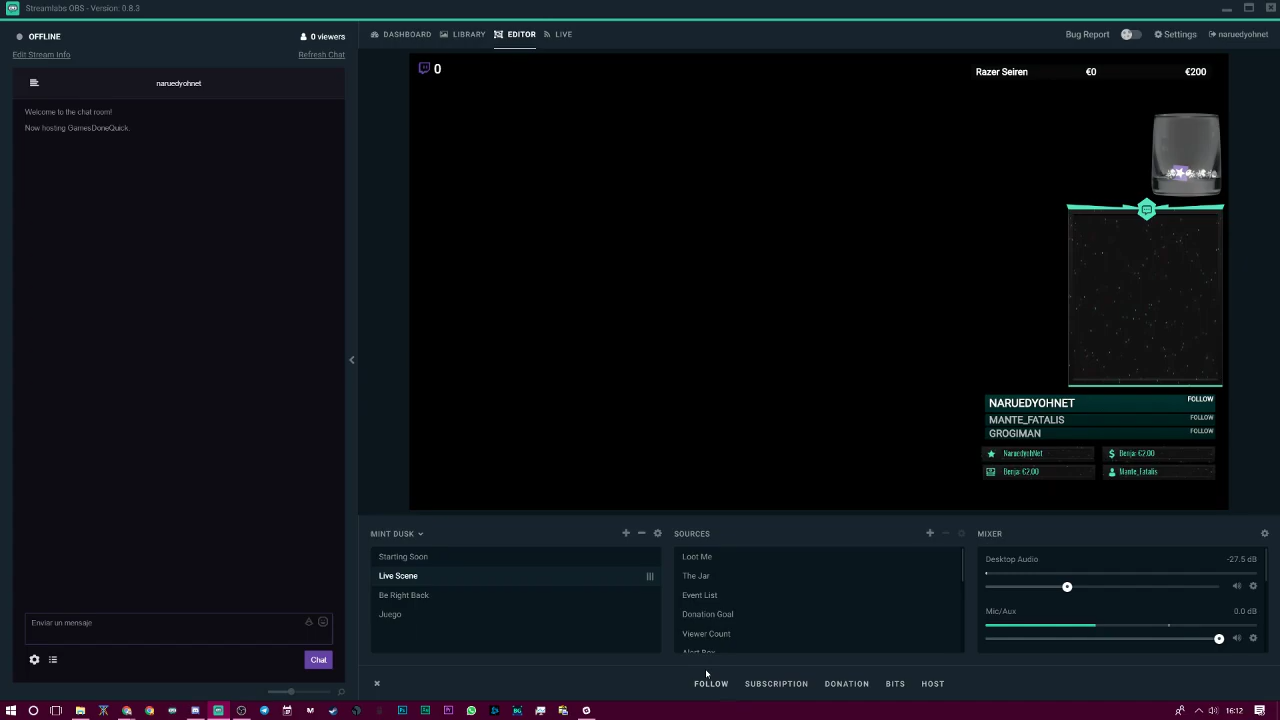 Streamlabs OBS - Version: 0.8.3
OFFLINE
0 viewers
Edit Stream Info
Refresh Chat
naruedyohnet
Welcome to the chat room!
Now hosting GamesDoneQuick.
Enviar un mensaje
Chat
DASHBOARD
LIBRARY
EDITOR
LIVE
Bug Report
Settings
naruedyohnet
0
Razer Seiren €0 €200
NARUEDYOHNET FOLLOW
MANTE_FATALIS FOLLOW
GROGIMAN FOLLOW
NaruedyohNet
Benja: €2.00
Benja: €2.00
Mante_Fatalis
MINT DUSK
Starting Soon
Live Scene
Be Right Back
Juego
SOURCES
Loot Me
The Jar
Event List
Donation Goal
Viewer Count
Alert Box
MIXER
Desktop Audio -27.5 dB
Mic/Aux 0.0 dB
FOLLOW SUBSCRIPTION DONATION BITS HOST
16:12